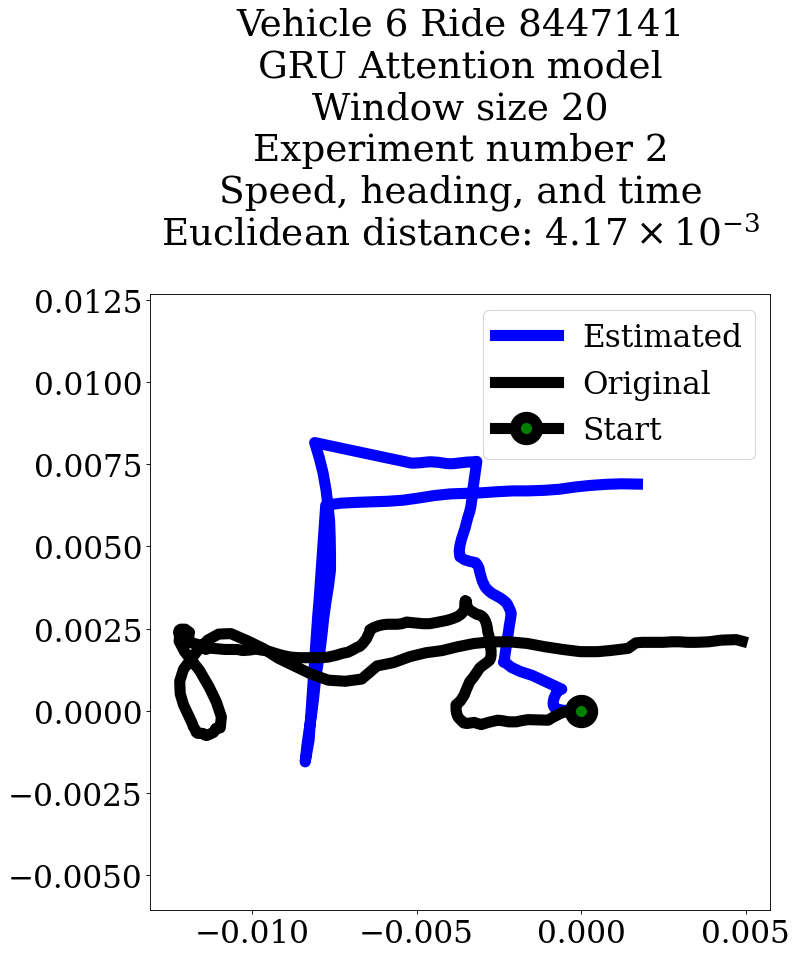 Vehicle 6 Ride 8447141
GRU Attention model
Window size 20
Experiment number 2
Speed, heading, and time
Euclidean distance: 4.17 × 10⁻³
0.0125
0.0100
0.0075
0.0050
0.0025
0.0000
−0.0025
−0.0050
Estimated
Original
Start
−0.010
−0.005
0.000
0.005